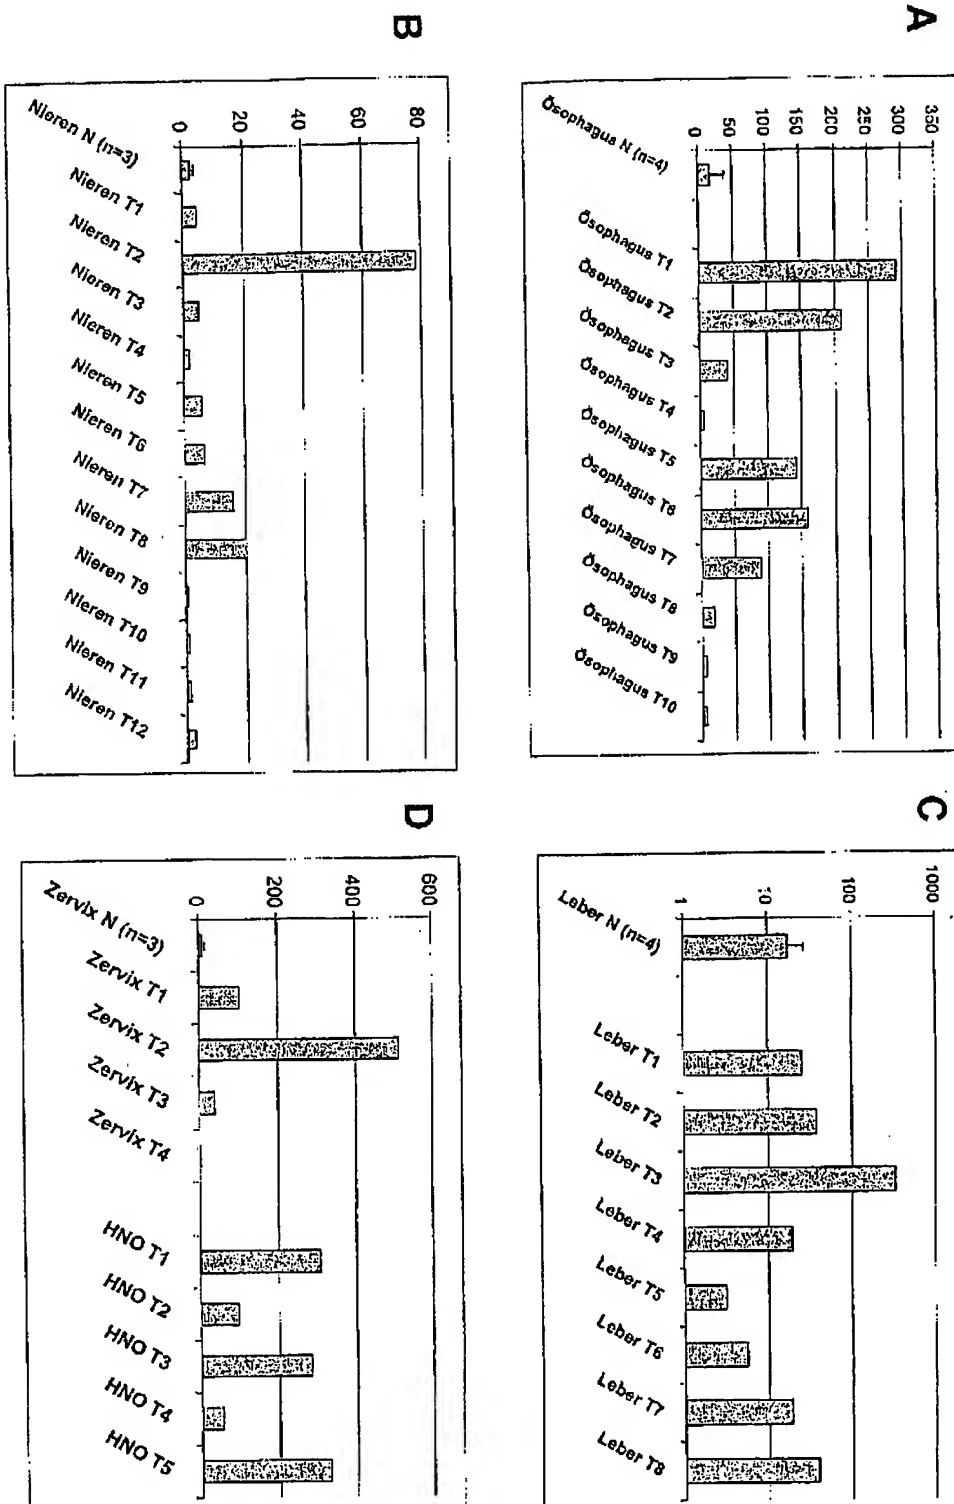 A
350
300
250
200
150
100
50
0
Ösophagus N (n=4)
Ösophagus T1
Ösophagus T2
Ösophagus T3
Ösophagus T4
Ösophagus T5
Ösophagus T6
Ösophagus T7
Ösophagus T8
Ösophagus T9
Ösophagus T10
B
80
60
40
20
0
Nieren N (n=3)
Nieren T1
Nieren T2
Nieren T3
Nieren T4
Nieren T5
Nieren T6
Nieren T7
Nieren T8
Nieren T9
Nieren T10
Nieren T11
Nieren T12
C
1000
100
10
1
Leber N (n=4)
Leber T1
Leber T2
Leber T3
Leber T4
Leber T5
Leber T6
Leber T7
Leber T8
D
600
400
200
0
Zervix N (n=3)
Zervix T1
Zervix T2
Zervix T3
Zervix T4
HNO T1
HNO T2
HNO T3
HNO T4
HNO T5